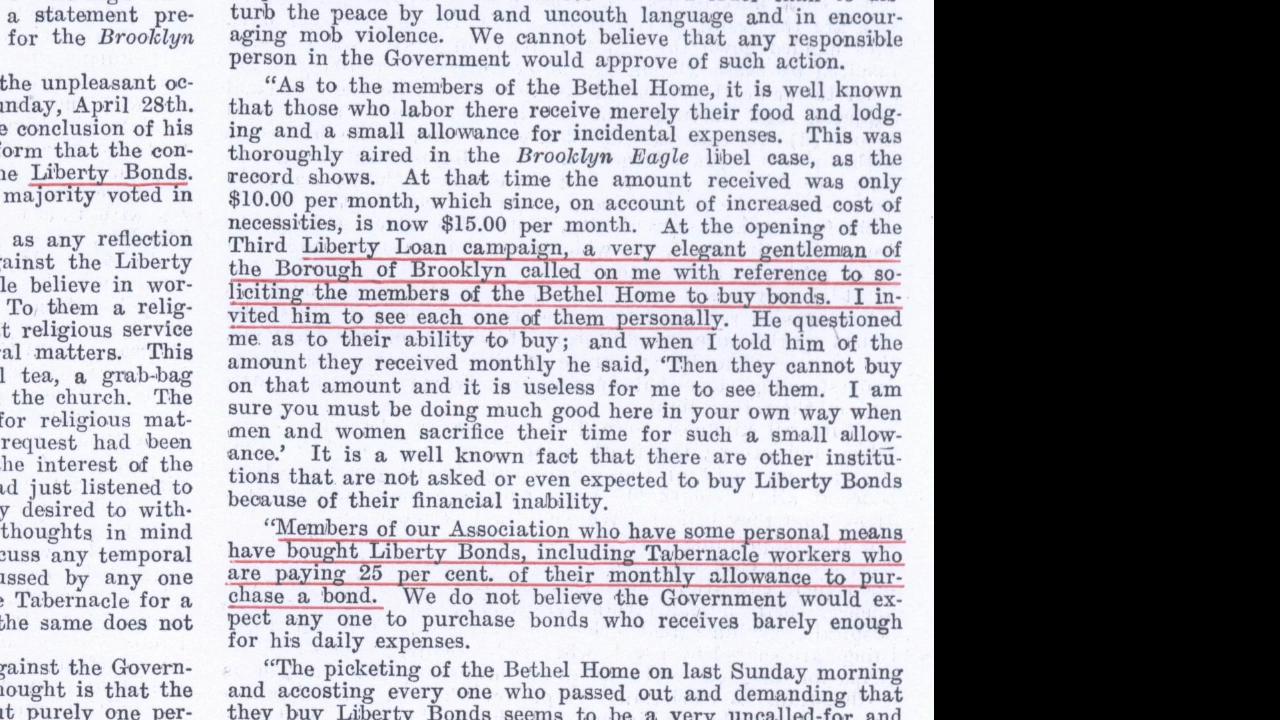 a statement pre-
for the Brooklyn
the unpleasant oc-
unday, April 28th.
e conclusion of his
form that the con-
he Liberty Bonds.
majority voted in
as any reflection
gainst the Liberty
le believe in wor-
To them a relig-
t religious service
ral matters. This
l tea, a grab-bag
the church. The
for religious mat-
request had been
the interest of the
ad just listened to
y desired to with-
thoughts in mind
cuss any temporal
ussed by any one
e Tabernacle for a
the same does not
gainst the Govern-
hought is that the
ut purely one per-
turb the peace by loud and uncouth language and in encour-
aging mob violence. We cannot believe that any responsible
person in the Government would approve of such action.
“As to the members of the Bethel Home, it is well known
that those who labor there receive merely their food and lodg-
ing and a small allowance for incidental expenses. This was
thoroughly aired in the Brooklyn Eagle libel case, as the
record shows. At that time the amount received was only
$10.00 per month, which since, on account of increased cost of
necessities, is now $15.00 per month. At the opening of the
Third Liberty Loan campaign, a very elegant gentleman of
the Borough of Brooklyn called on me with reference to so-
liciting the members of the Bethel Home to buy bonds. I in-
vited him to see each one of them personally. He questioned
me as to their ability to buy; and when I told him of the
amount they received monthly he said, ‘Then they cannot buy
on that amount and it is useless for me to see them. I am
sure you must be doing much good here in your own way when
men and women sacrifice their time for such a small allow-
ance.’ It is a well known fact that there are other institu-
tions that are not asked or even expected to buy Liberty Bonds
because of their financial inability.
“Members of our Association who have some personal means
have bought Liberty Bonds, including Tabernacle workers who
are paying 25 per cent. of their monthly allowance to pur-
chase a bond. We do not believe the Government would ex-
pect any one to purchase bonds who receives barely enough
for his daily expenses.
“The picketing of the Bethel Home on last Sunday morning
and accosting every one who passed out and demanding that
they buy Liberty Bonds seems to be a very uncalled-for and